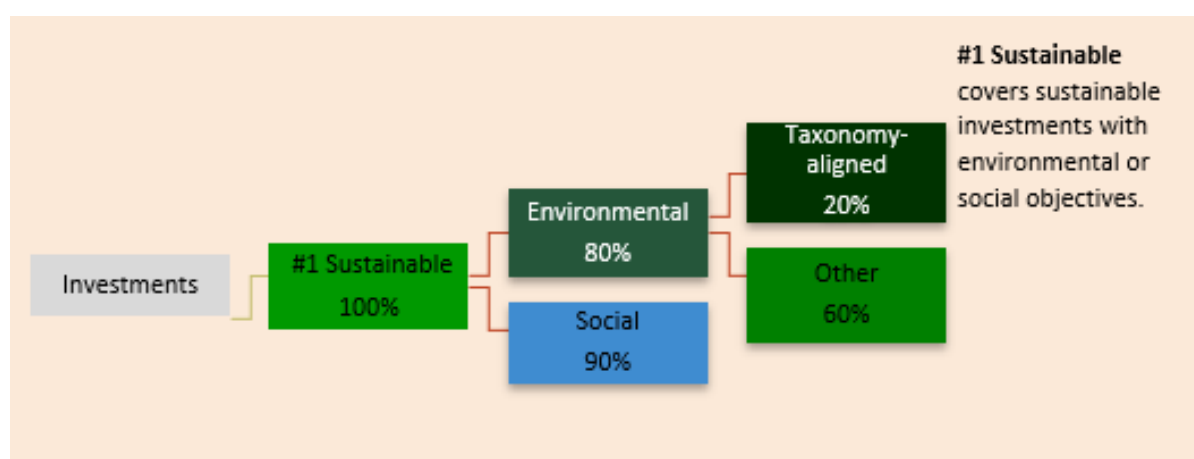 Investments
#1 Sustainable
100%
Environmental
80%
Social
90%
Taxonomy-
aligned
20%
Other
60%
#1 Sustainable
covers sustainable
investments with
environmental or
social objectives.